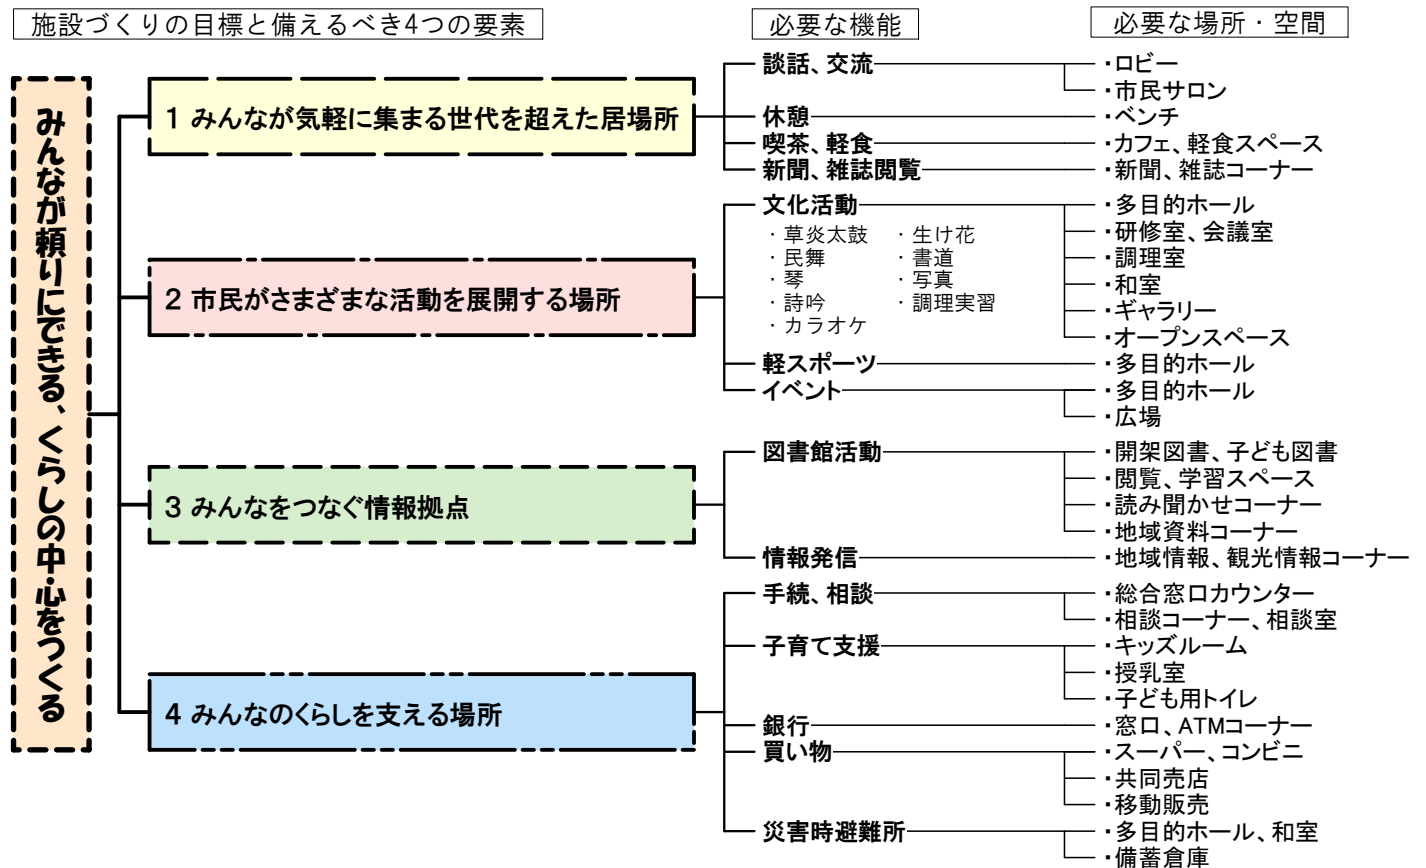 施設づくりの目標と備えるべき4つの要素
必要な機能
必要な場所・空間
みんなが頼りにできる、くらしの中心をつくる
1 みんなが気軽に集まる世代を超えた居場所
談話、交流
・ロビー
・市民サロン
休憩
・ベンチ
喫茶、軽食
・カフェ、軽食スペース
新聞、雑誌閲覧
・新聞、雑誌コーナー
2 市民がさまざまな活動を展開する場所
文化活動
・草炎太鼓
・民舞
・琴
・詩吟
・カラオケ
・生け花
・書道
・写真
・調理実習
・多目的ホール
・研修室、会議室
・調理室
・和室
・ギャラリー
・オープンスペース
軽スポーツ
・多目的ホール
イベント
・多目的ホール
・広場
3 みんなをつなぐ情報拠点
図書館活動
・開架図書、子ども図書
・閲覧、学習スペース
・読み聞かせコーナー
・地域資料コーナー
情報発信
・地域情報、観光情報コーナー
4 みんなのくらしを支える場所
手続、相談
・総合窓口カウンター
・相談コーナー、相談室
子育て支援
・キッズルーム
・授乳室
・子ども用トイレ
銀行
・窓口、ATMコーナー
買い物
・スーパー、コンビニ
・共同売店
・移動販売
災害時避難所
・多目的ホール、和室
・備蓄倉庫